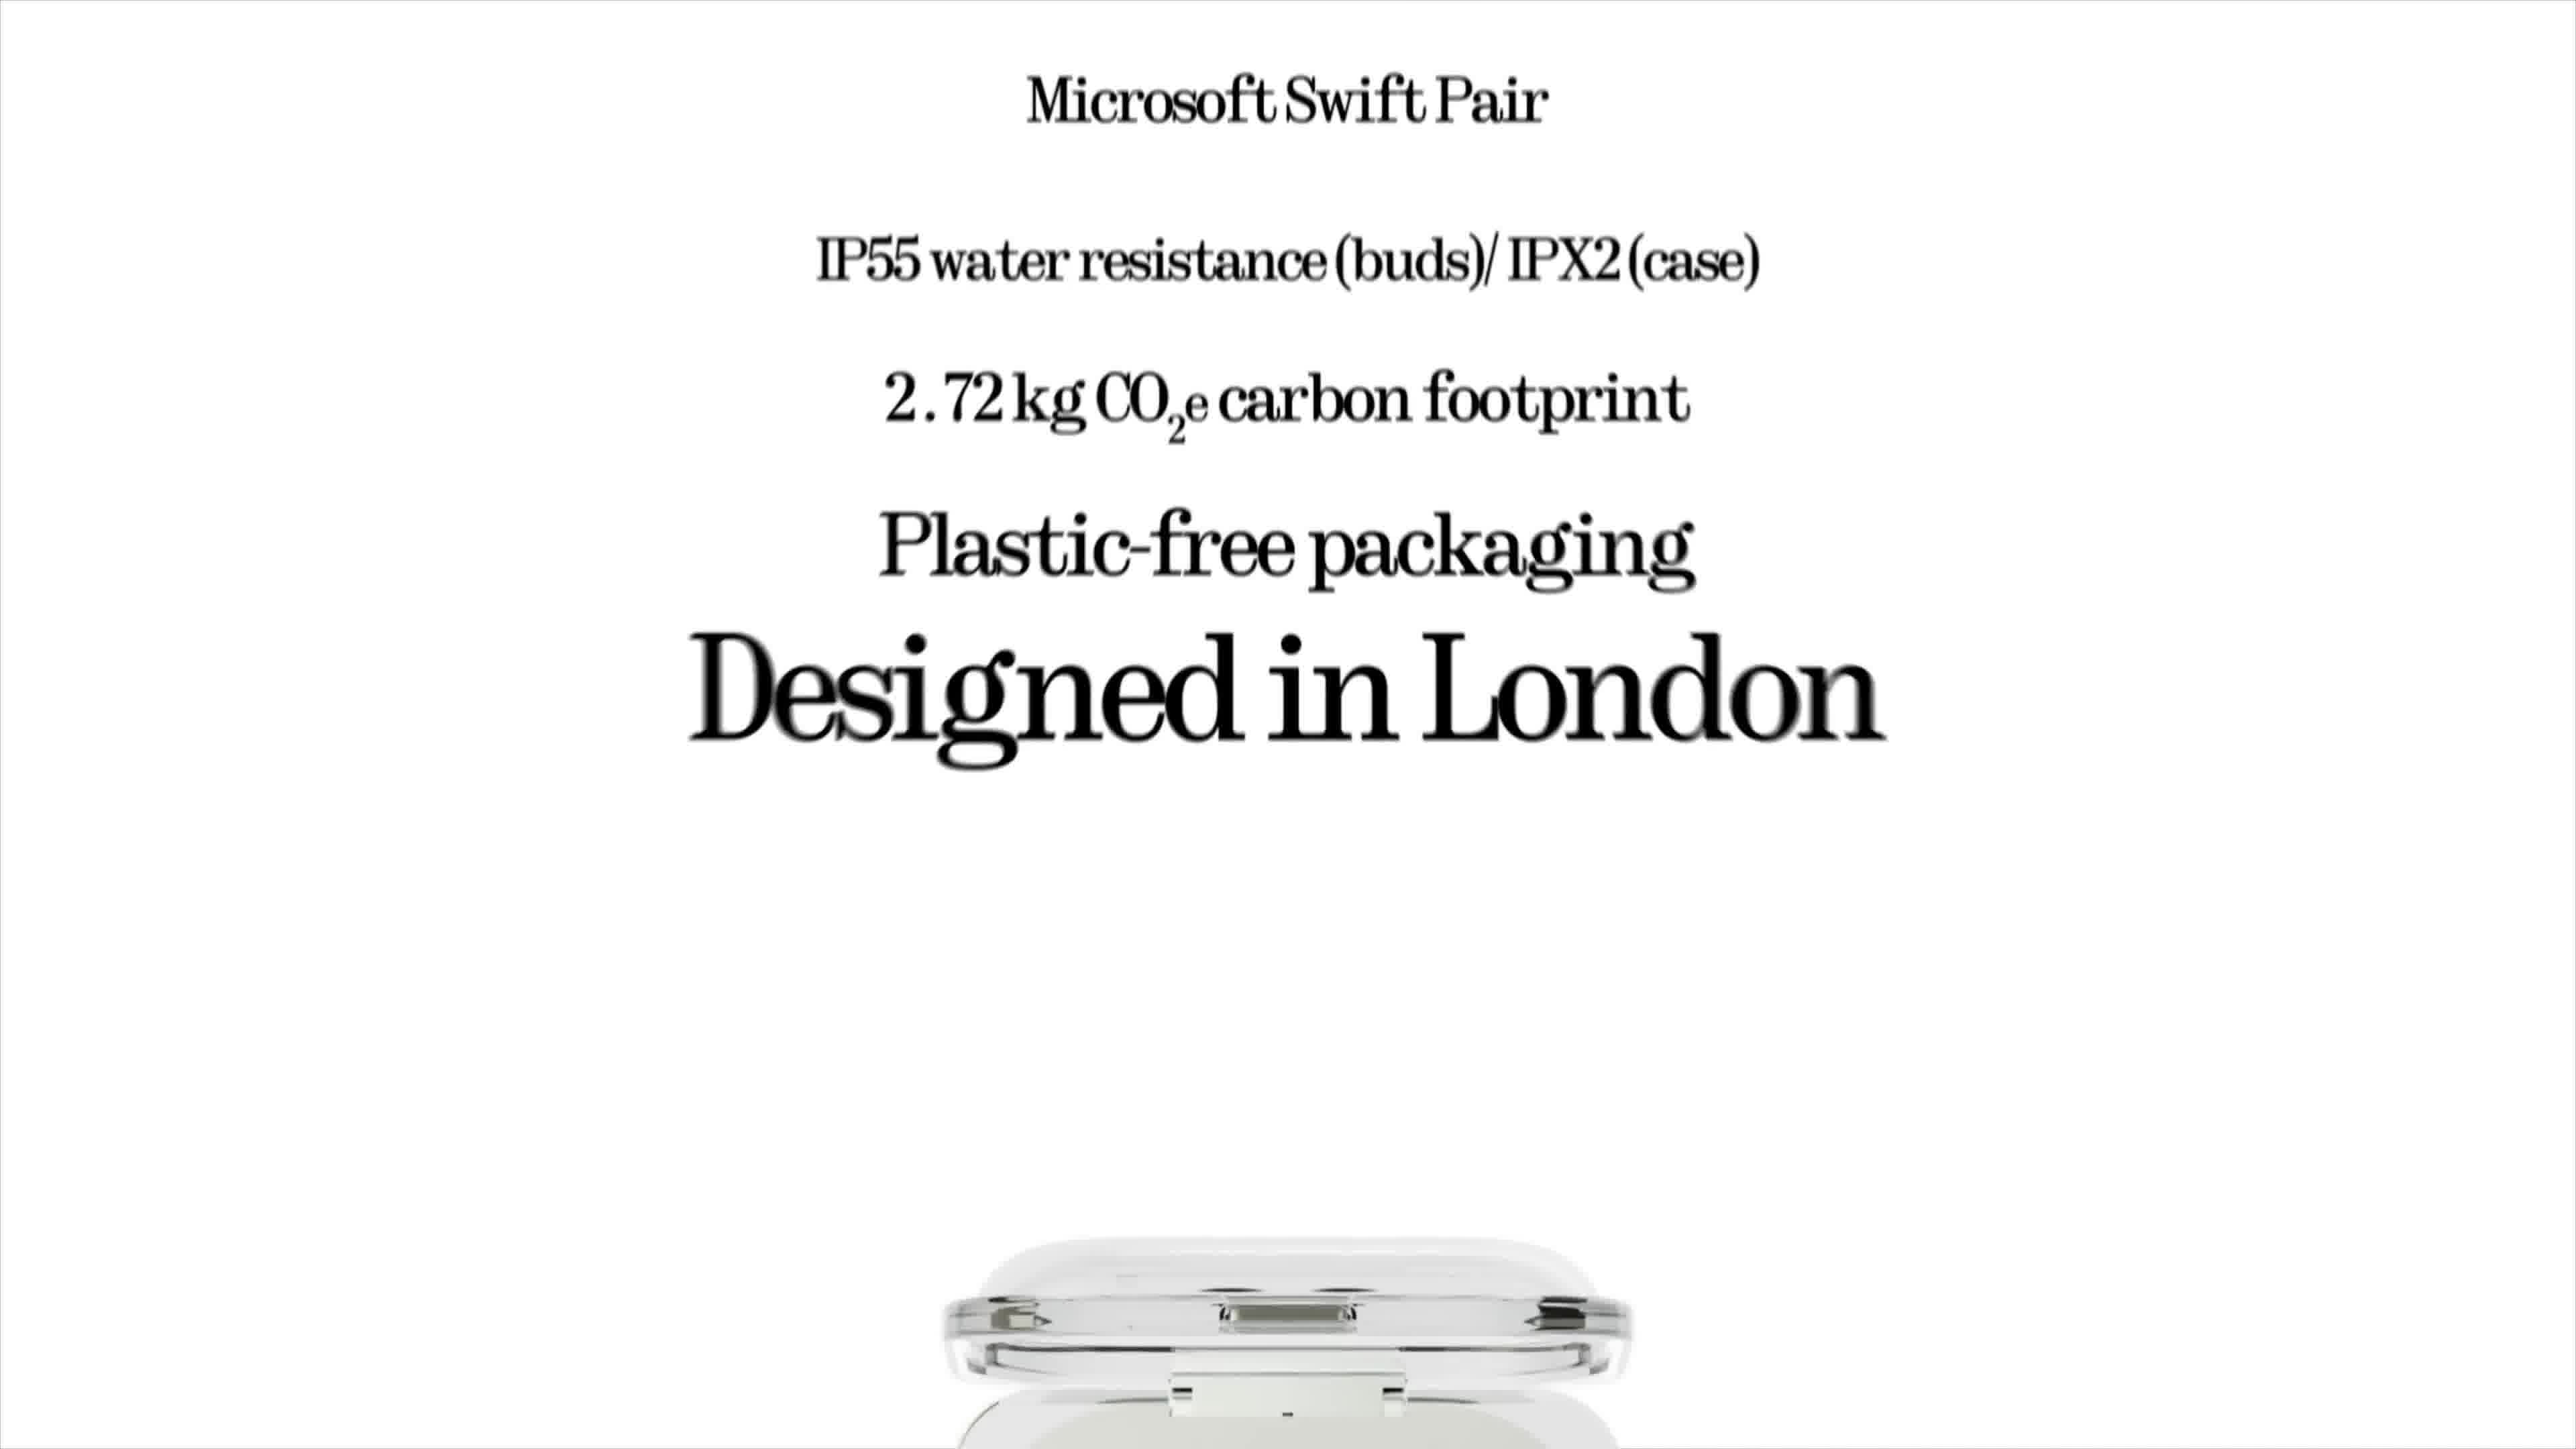 Microsoft Swift Pair
IP55 water resistance (buds)/ IPX2 (case)
2.72 kg CO₂e carbon footprint
Plastic-free packaging
Designed in London